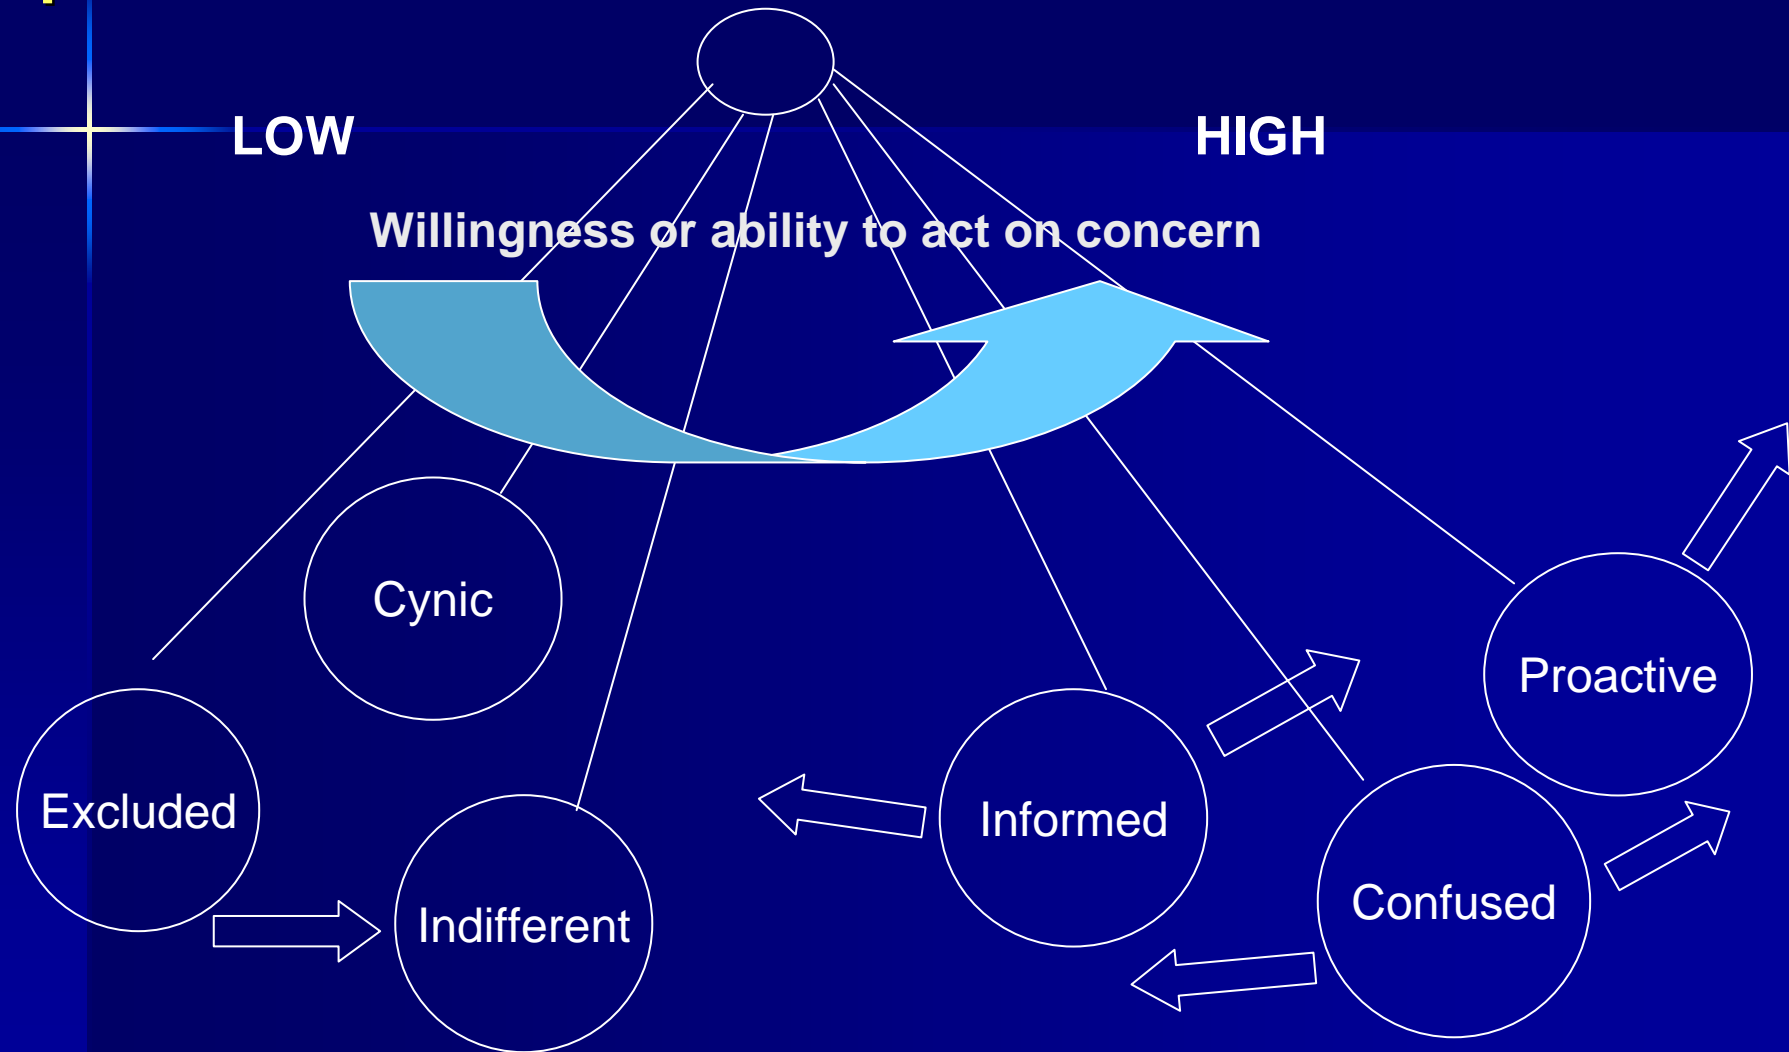 LOW
HIGH
Willingness or ability to act on concern
Cynic
Proactive
Excluded
Informed
Confused
Indifferent